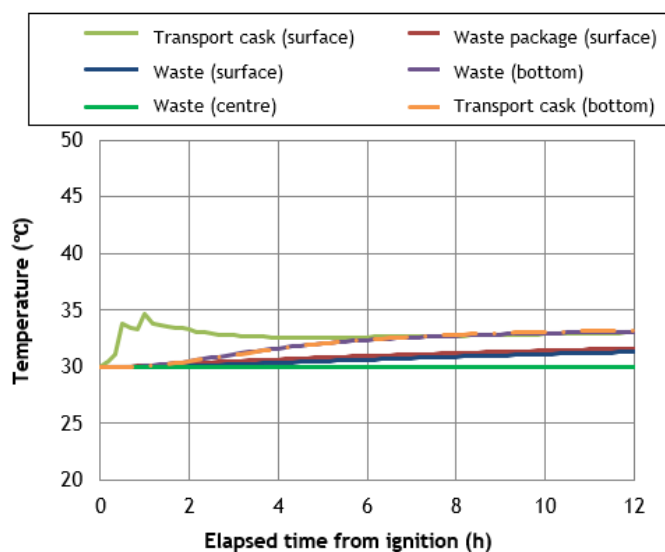 Transport cask (surface) Waste package (surface)
Waste (surface) Waste (bottom)
Waste (centre) Transport cask (bottom)
50
45
40
35
30
25
20
Temperature (°C)
0 2 4 6 8 10 12
Elapsed time from ignition (h)